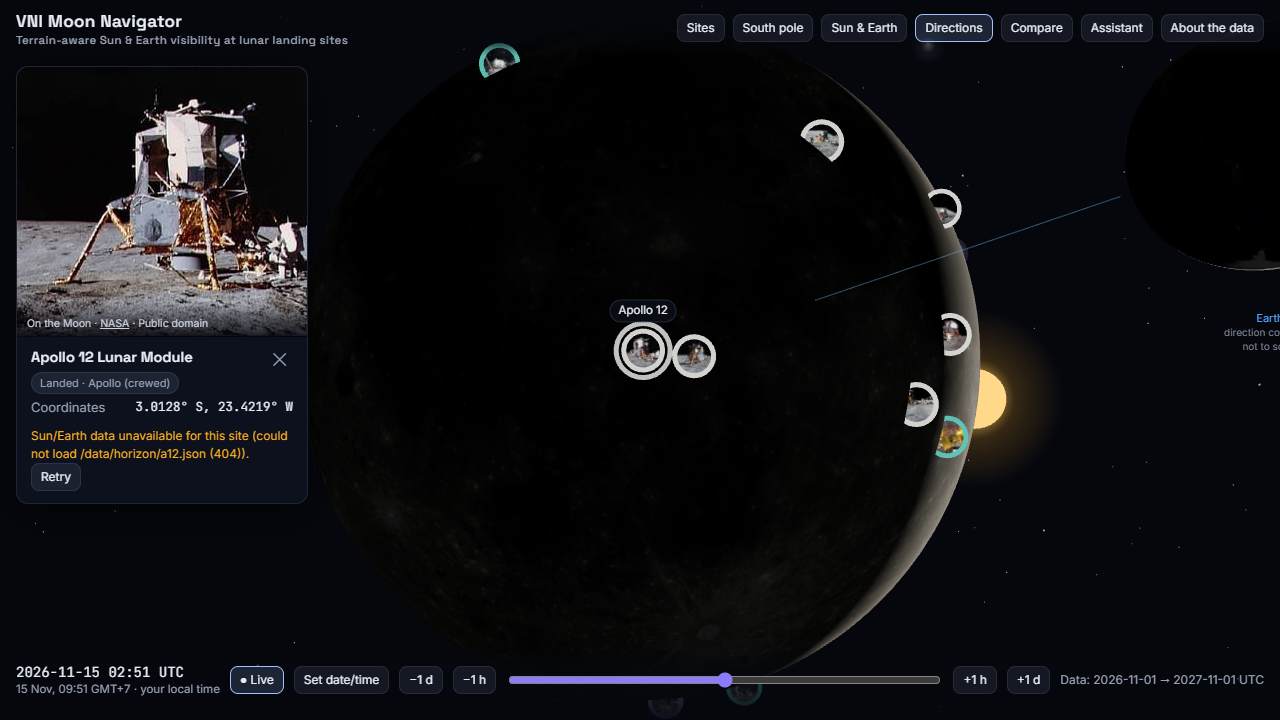 VNI Moon Navigator
Terrain-aware Sun & Earth visibility at lunar landing sites
Sites
South pole
Sun & Earth
Directions
Compare
Assistant
About the data
On the Moon · NASA · Public domain
Apollo 12 Lunar Module
Landed · Apollo (crewed)
Coordinates 3.0128° S, 23.4219° W
Sun/Earth data unavailable for this site (could
not load /data/horizon/a12.json (404)).
Retry
Apollo 12
Earth
direction co
not to sc
2026-11-15 02:51 UTC
15 Nov, 09:51 GMT+7 · your local time
● Live
Set date/time
−1 d
−1 h
+1 h
+1 d
Data: 2026-11-01 → 2027-11-01 UTC